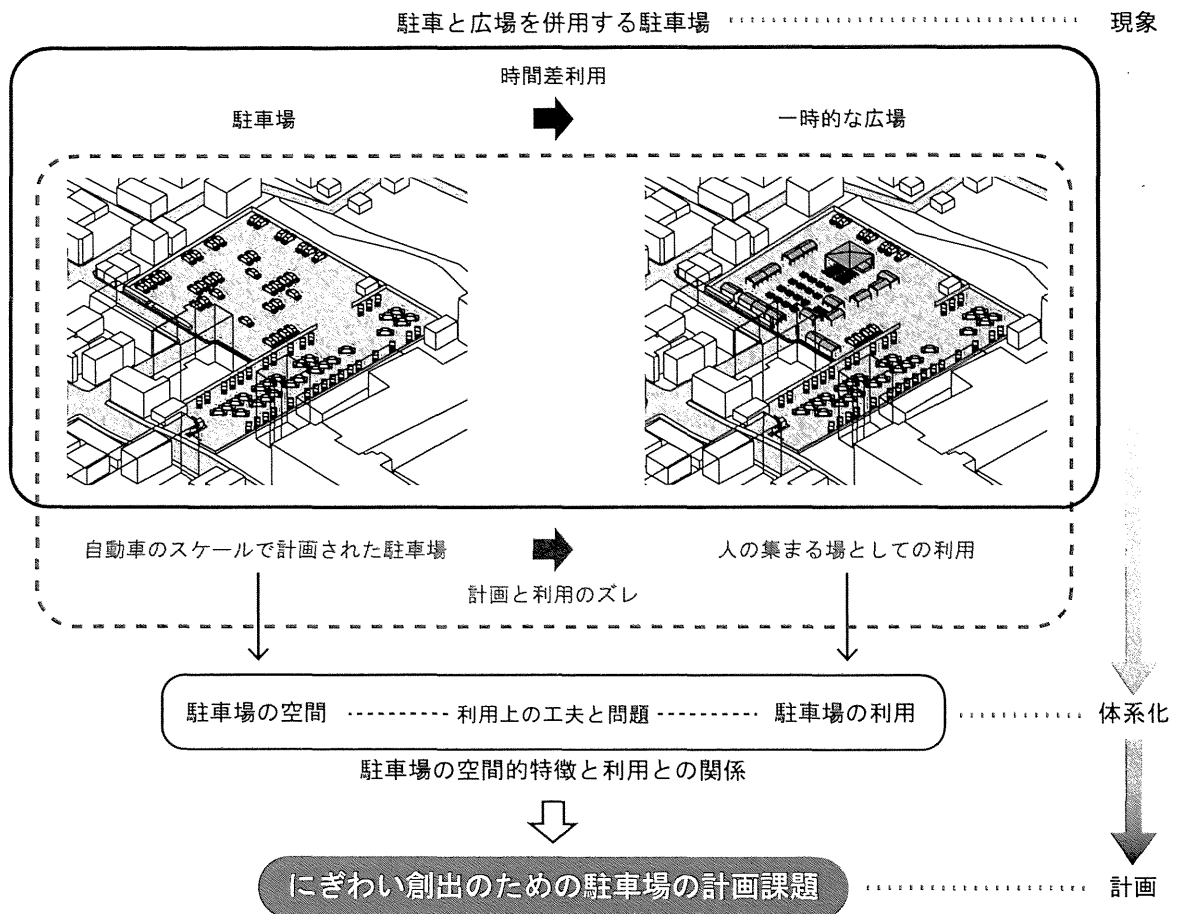 駐車と広場を併用する駐車場 現象
時間差利用
駐車場 一時的な広場
自動車のスケールで計画された駐車場 人の集まる場としての利用
計画と利用のズレ
駐車場の空間 利用上の工夫と問題 駐車場の利用 体系化
駐車場の空間的特徴と利用との関係
にぎわい創出のための駐車場の計画課題 計画